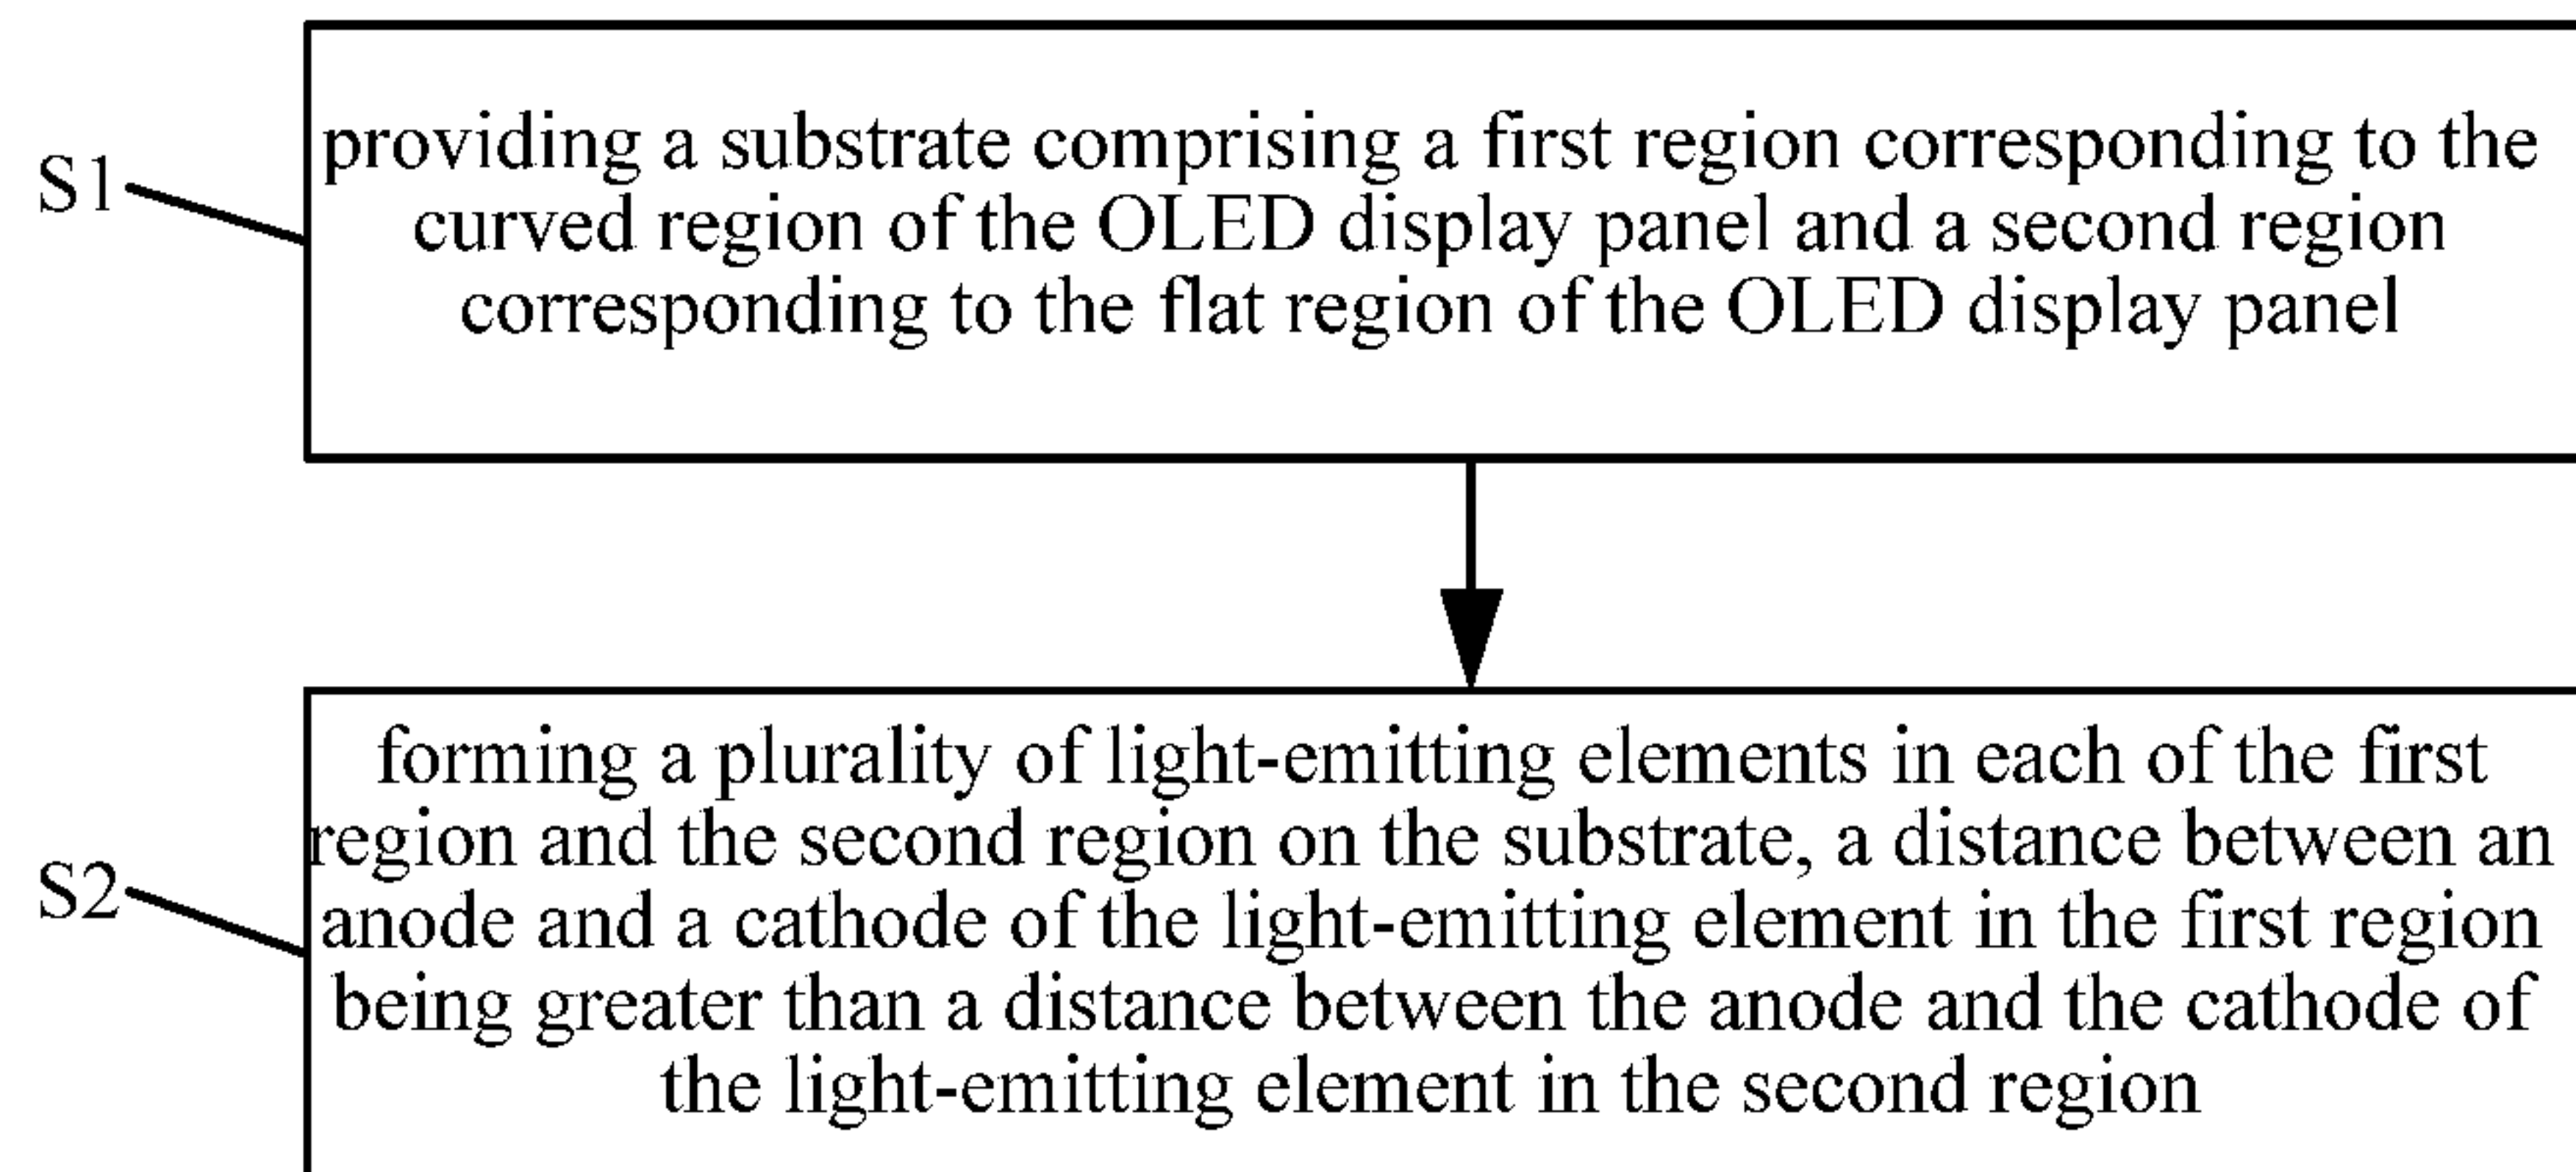 S1
providing a substrate comprising a first region corresponding to the
curved region of the OLED display panel and a second region
corresponding to the flat region of the OLED display panel
S2
forming a plurality of light-emitting elements in each of the first
region and the second region on the substrate, a distance between an
anode and a cathode of the light-emitting element in the first region
being greater than a distance between the anode and the cathode of
the light-emitting element in the second region